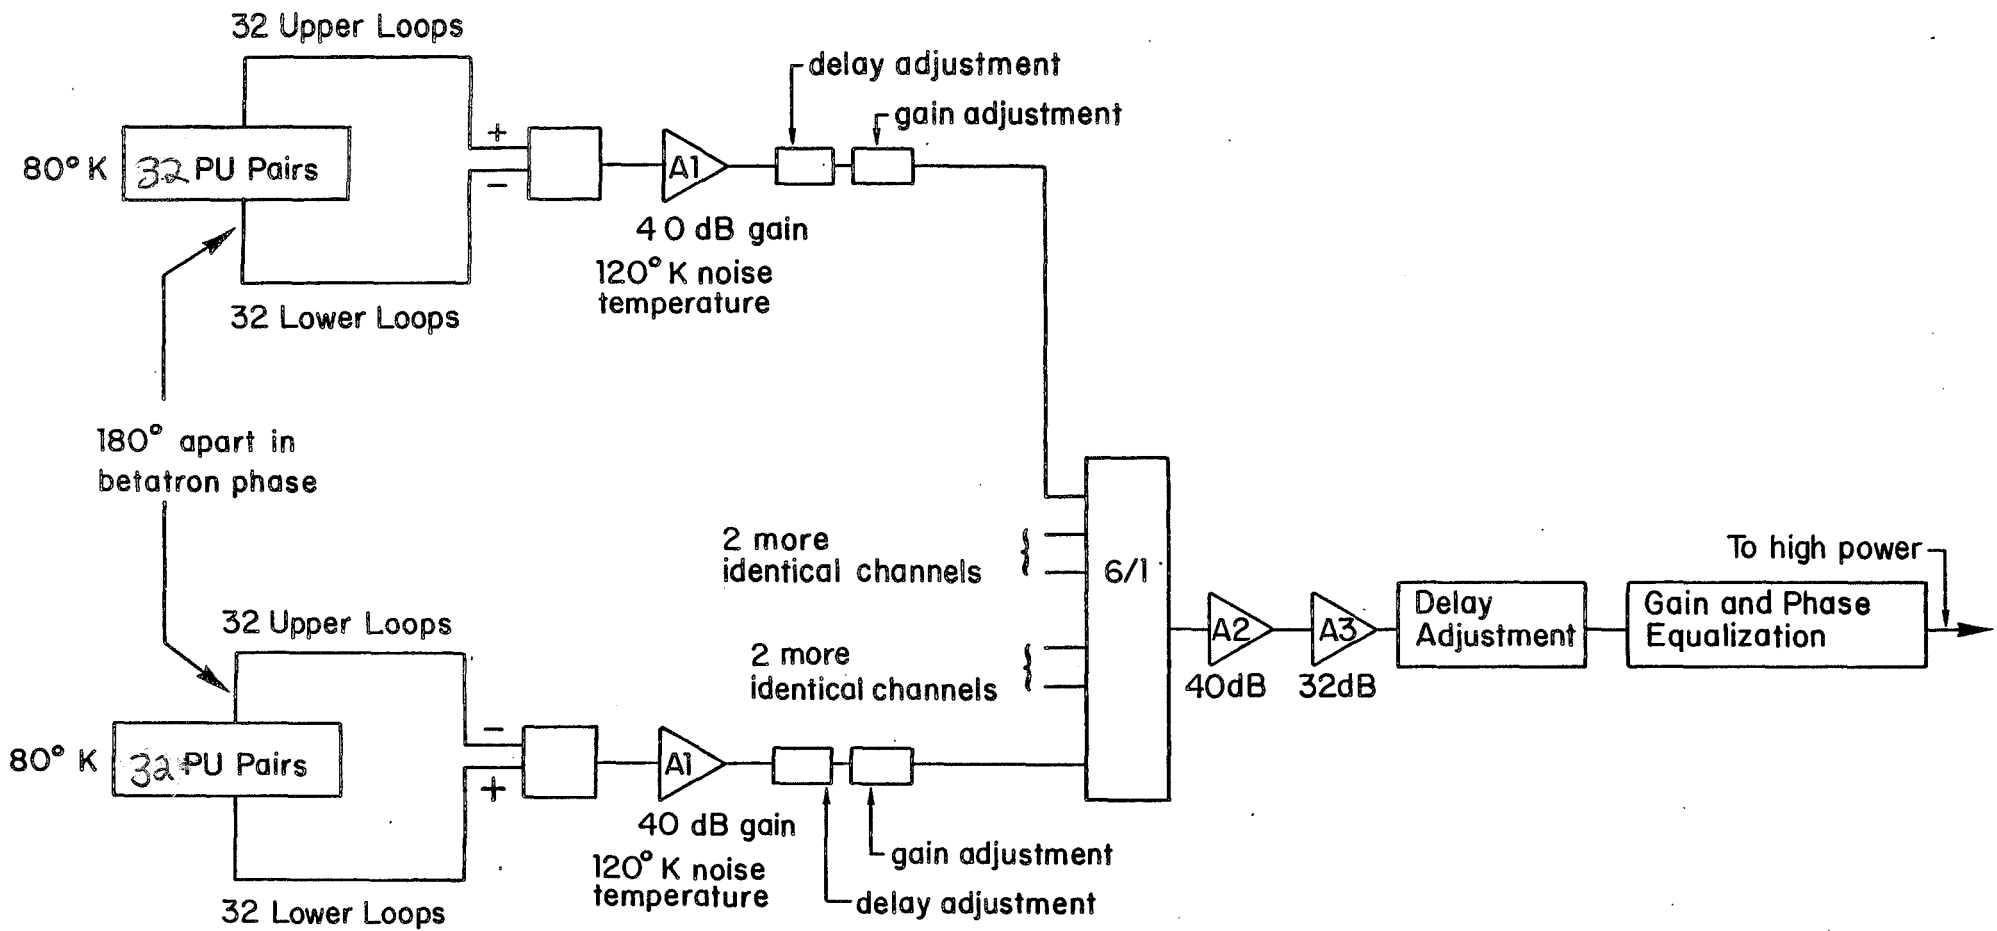 32 Upper Loops
delay adjustment
gain adjustment
+
80° K
32 PU Pairs
A1
−
40 dB gain
120° K noise
temperature
32 Lower Loops
180° apart in
betatron phase
2 more
identical channels
6/1
To high power
32 Upper Loops
2 more
identical channels
A2
A3
40dB
32dB
Delay
Adjustment
Gain and Phase
Equalization
−
80° K
32 PU Pairs
A1
+
40 dB gain
120° K noise
temperature
gain adjustment
delay adjustment
32 Lower Loops